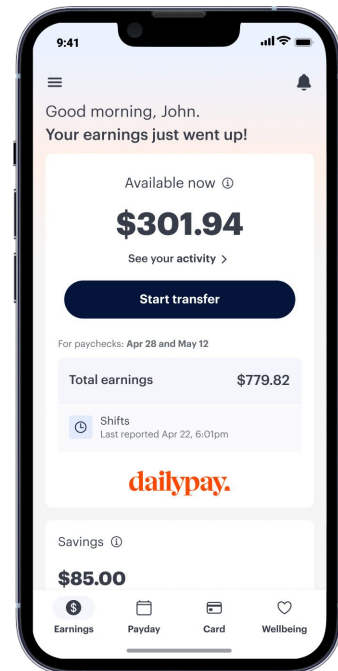 9:41
Good morning, John.
Your earnings just went up!
Available now
$301.94
See your activity >
Start transfer
For paychecks: Apr 28 and May 12
Total earnings $779.82
Shifts
Last reported Apr 22, 6:01pm
dailypay.
Savings
$85.00
Earnings Payday Card Wellbeing